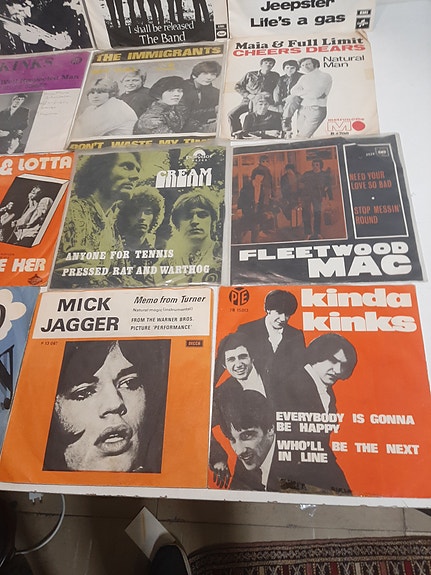 I shall be released
The Band
Jeepster
Life's a gas
KINKS
THE IMMIGRANTS
DON'T WASTE MY TIME
Maia & Full Limit
CHEERS DEARS
Natural
Man
& LOTTA
HER
CREAM
ANYONE FOR TENNIS
PRESSED RAT AND WARTHOG
NEED YOUR
LOVE SO BAD
STOP MESSIN'
ROUND
FLEETWOOD
MAC
MICK
JAGGER
Memo from Turner
Natural magic (instrumental)
FROM THE WARNER BROS.
PICTURE 'PERFORMANCE'
DECCA
PYE
kinda
kinks
EVERYBODY IS GONNA
BE HAPPY
WHO'LL BE THE NEXT
IN LINE